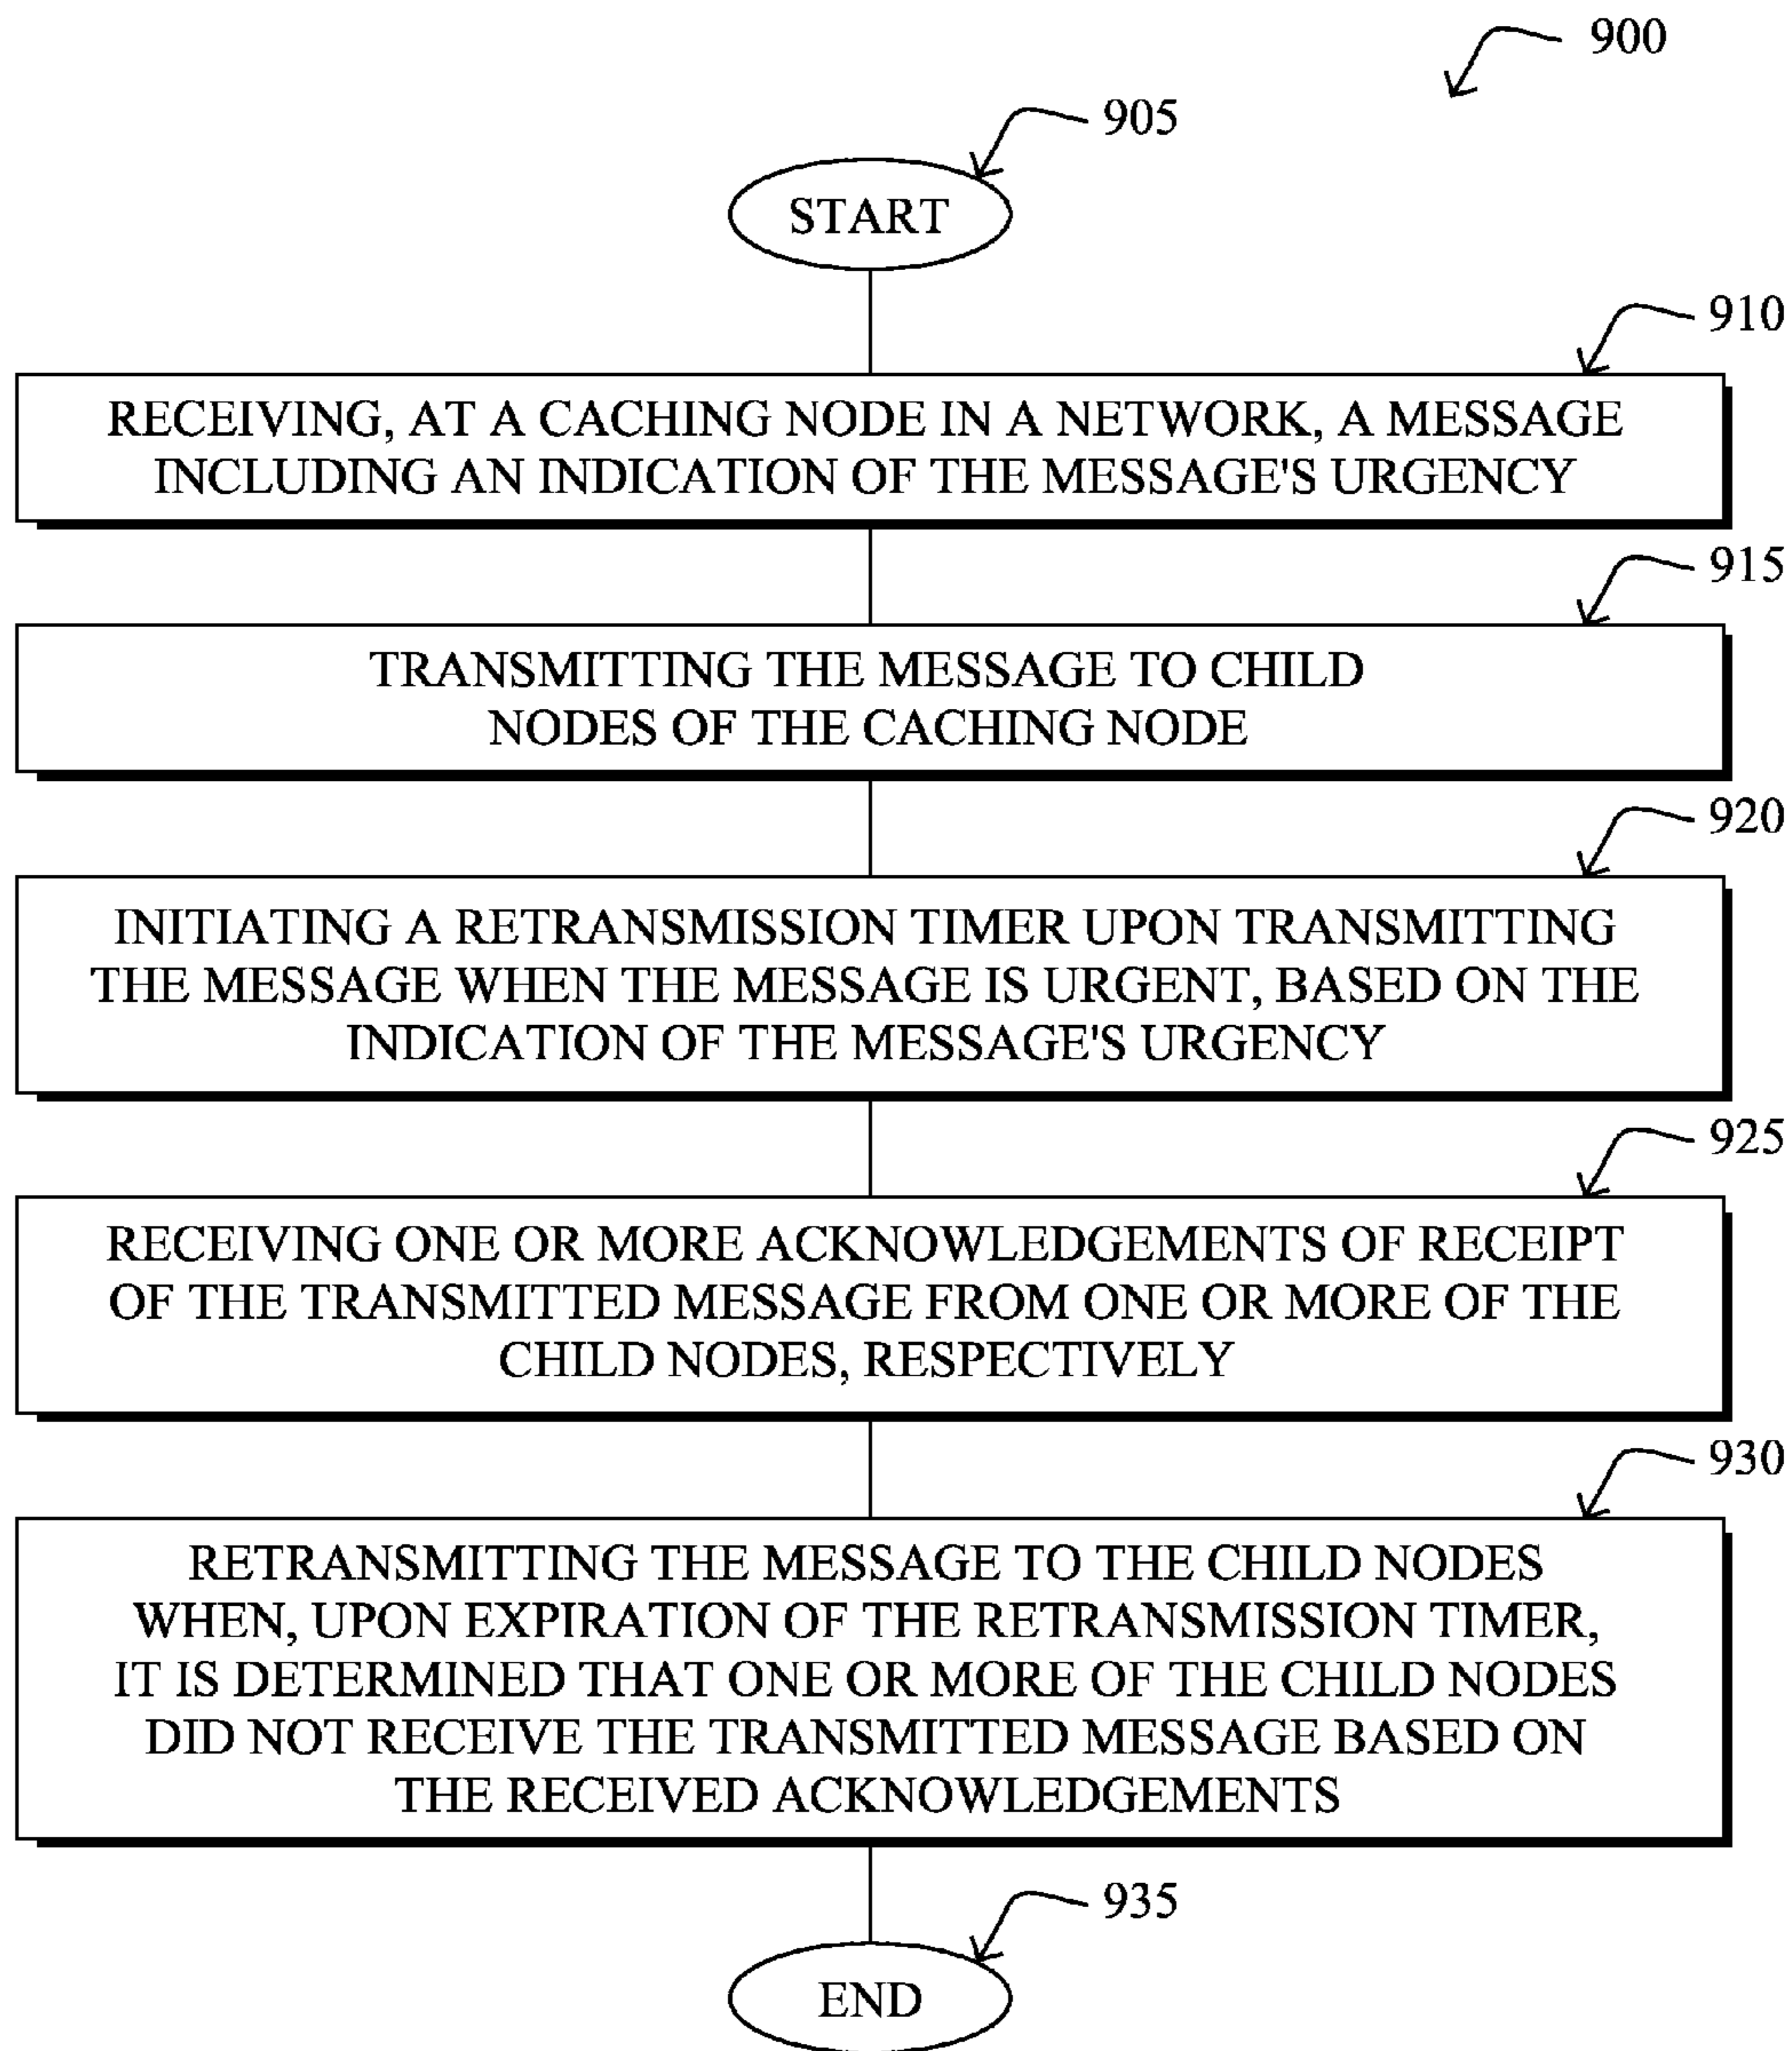 900
905
START
910
RECEIVING, AT A CACHING NODE IN A NETWORK, A MESSAGE
INCLUDING AN INDICATION OF THE MESSAGE'S URGENCY
915
TRANSMITTING THE MESSAGE TO CHILD
NODES OF THE CACHING NODE
920
INITIATING A RETRANSMISSION TIMER UPON TRANSMITTING
THE MESSAGE WHEN THE MESSAGE IS URGENT, BASED ON THE
INDICATION OF THE MESSAGE'S URGENCY
925
RECEIVING ONE OR MORE ACKNOWLEDGEMENTS OF RECEIPT
OF THE TRANSMITTED MESSAGE FROM ONE OR MORE OF THE
CHILD NODES, RESPECTIVELY
930
RETRANSMITTING THE MESSAGE TO THE CHILD NODES
WHEN, UPON EXPIRATION OF THE RETRANSMISSION TIMER,
IT IS DETERMINED THAT ONE OR MORE OF THE CHILD NODES
DID NOT RECEIVE THE TRANSMITTED MESSAGE BASED ON
THE RECEIVED ACKNOWLEDGEMENTS
935
END